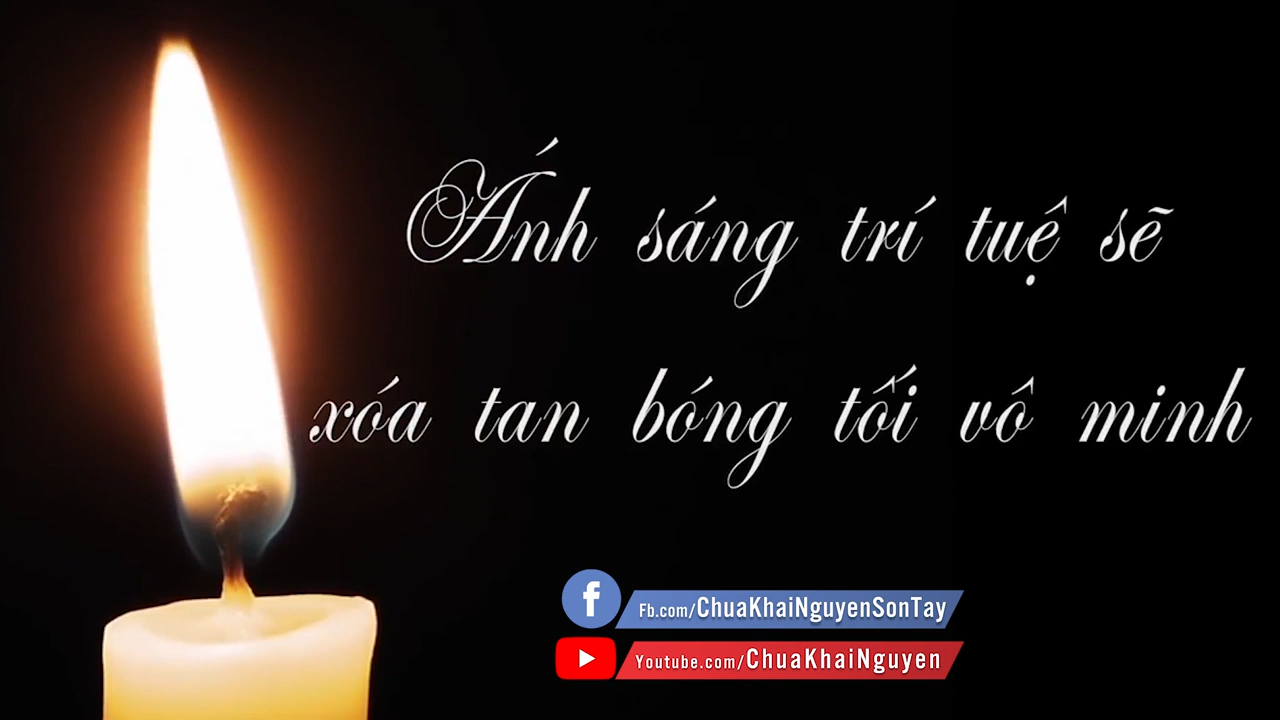 Ánh sáng trí tuệ sẽ
xóa tan bóng tối vô minh
Fb.com/ChuaKhaiNguyenSonTay
Youtube.com/ChuaKhaiNguyen